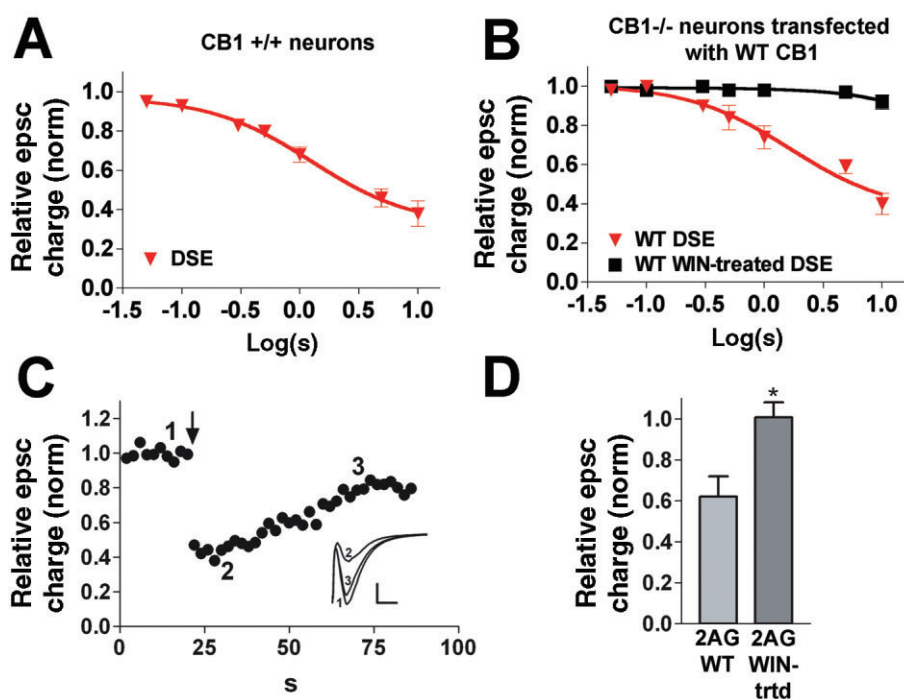 A
CB1 +/+ neurons
Relative epsc
charge (norm)
1.0
0.8
0.6
0.4
0.2
0.0
DSE
-1.5 -1.0 -0.5 0.0 0.5 1.0
Log(s)
B
CB1-/- neurons transfected
with WT CB1
Relative epsc
charge (norm)
1.0
0.8
0.6
0.4
0.2
0.0
WT DSE
WT WIN-treated DSE
-1.5 -1.0 -0.5 0.0 0.5 1.0
Log(s)
C
Relative epsc
charge (norm)
1.2
1.0
0.8
0.6
0.4
0.2
0.0
1
2
3
2
3
1
0 25 50 75 100
s
D
Relative epsc
charge (norm)
1.0
0.8
0.6
0.4
0.2
0.0
*
2AG 2AG
WT WIN-
trtd